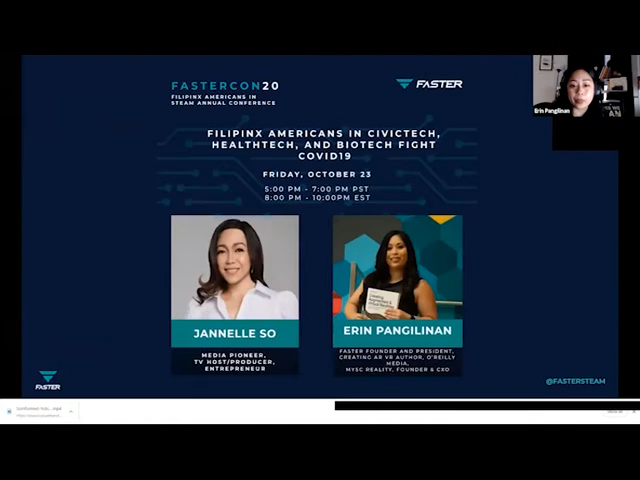 FASTERCON20
FILIPINX AMERICANS IN
STEAM ANNUAL CONFERENCE
FASTER
Erin Pangilinan
FILIPINX AMERICANS IN CIVICTECH,
HEALTHTECH, AND BIOTECH FIGHT
COVID19
FRIDAY, OCTOBER 23
5:00 PM - 7:00 PM PST
8:00 PM - 10:00PM EST
JANNELLE SO
MEDIA PIONEER,
TV HOST/PRODUCER,
ENTREPRENEUR
ERIN PANGILINAN
FASTER FOUNDER AND PRESIDENT,
CREATING AR VR AUTHOR, O'REILLY
MEDIA,
MYSC REALITY, FOUNDER & CXO
FASTER
@FASTERSTEAM